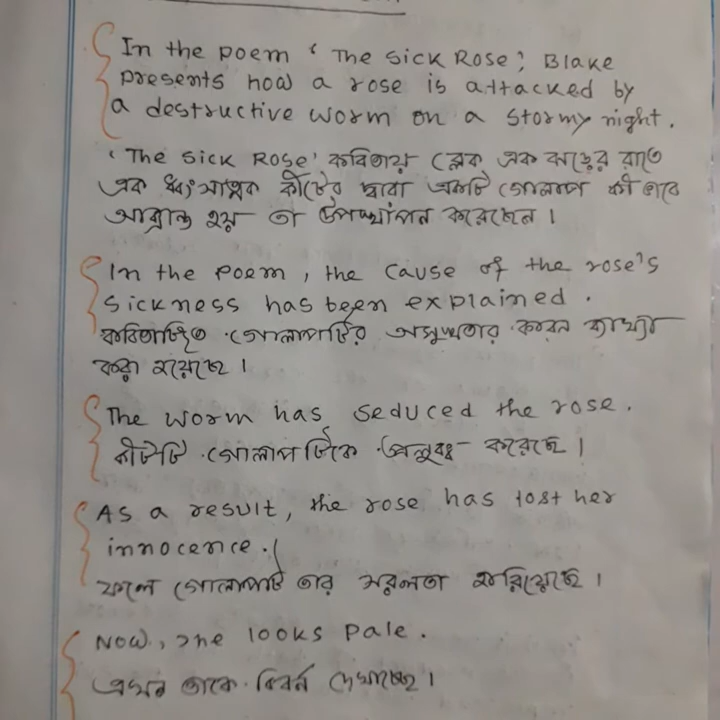 In the poem ‘The Sick Rose’, Blake
presents how a rose is attacked by
a destructive worm on a stormy night.
‘The Sick Rose’ কবিতায় ব্লেক এক ঝড়ের রাতে
এক ধ্বংসাত্মক কীটের দ্বারা একটি গোলাপ কী ভাবে
আক্রান্ত হয় তা উপস্থাপন করেছেন।
In the poem, the cause of the rose's
sickness has been explained.
কবিতাটিতে গোলাপটির অসুস্থতার কারন ব্যাখ্যা
করা হয়েছে।
The worm has seduced the rose.
কীটটি গোলাপটিকে প্রলুব্ধ করেছে।
As a result, the rose has lost her
innocence.
ফলে গোলাপটি তার সরলতা হারিয়েছে।
Now, she looks pale.
এখন তাকে বিবর্ন দেখাচ্ছে।